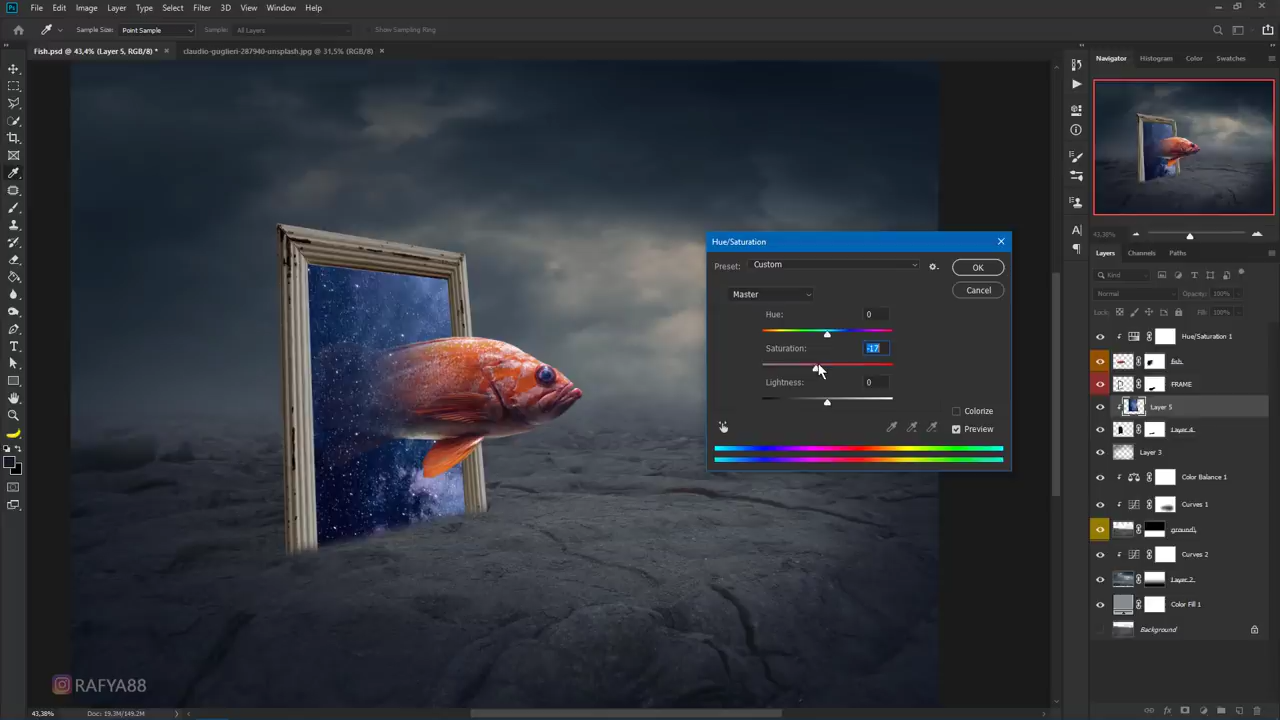 Ps File Edit Image Layer Type Select Filter 3D View Window Help
Sample Size: Point Sample Sample: All Layers Show Sampling Ring
Fish.psd @ 43,4% (Layer 5, RGB/8) * × claudio-guglieri-287940-unsplash.jpg @ 31,5% (RGB/8) ×
Navigator Histogram Color Swatches
43,38%
Layers Channels Paths
Kind
Normal Opacity: 100%
Lock: Fill: 100%
Hue/Saturation 1
fish
FRAME
Layer 5
Layer 4
Layer 3
Color Balance 1
Curves 1
ground1
Curves 2
Layer 2
Color Fill 1
Background
Hue/Saturation
Preset: Custom
OK
Master
Cancel
Hue: 0
Saturation: -17
Lightness: 0
Colorize
Preview
RAFYA88
43,38% Doc: 19.3M/149.2M